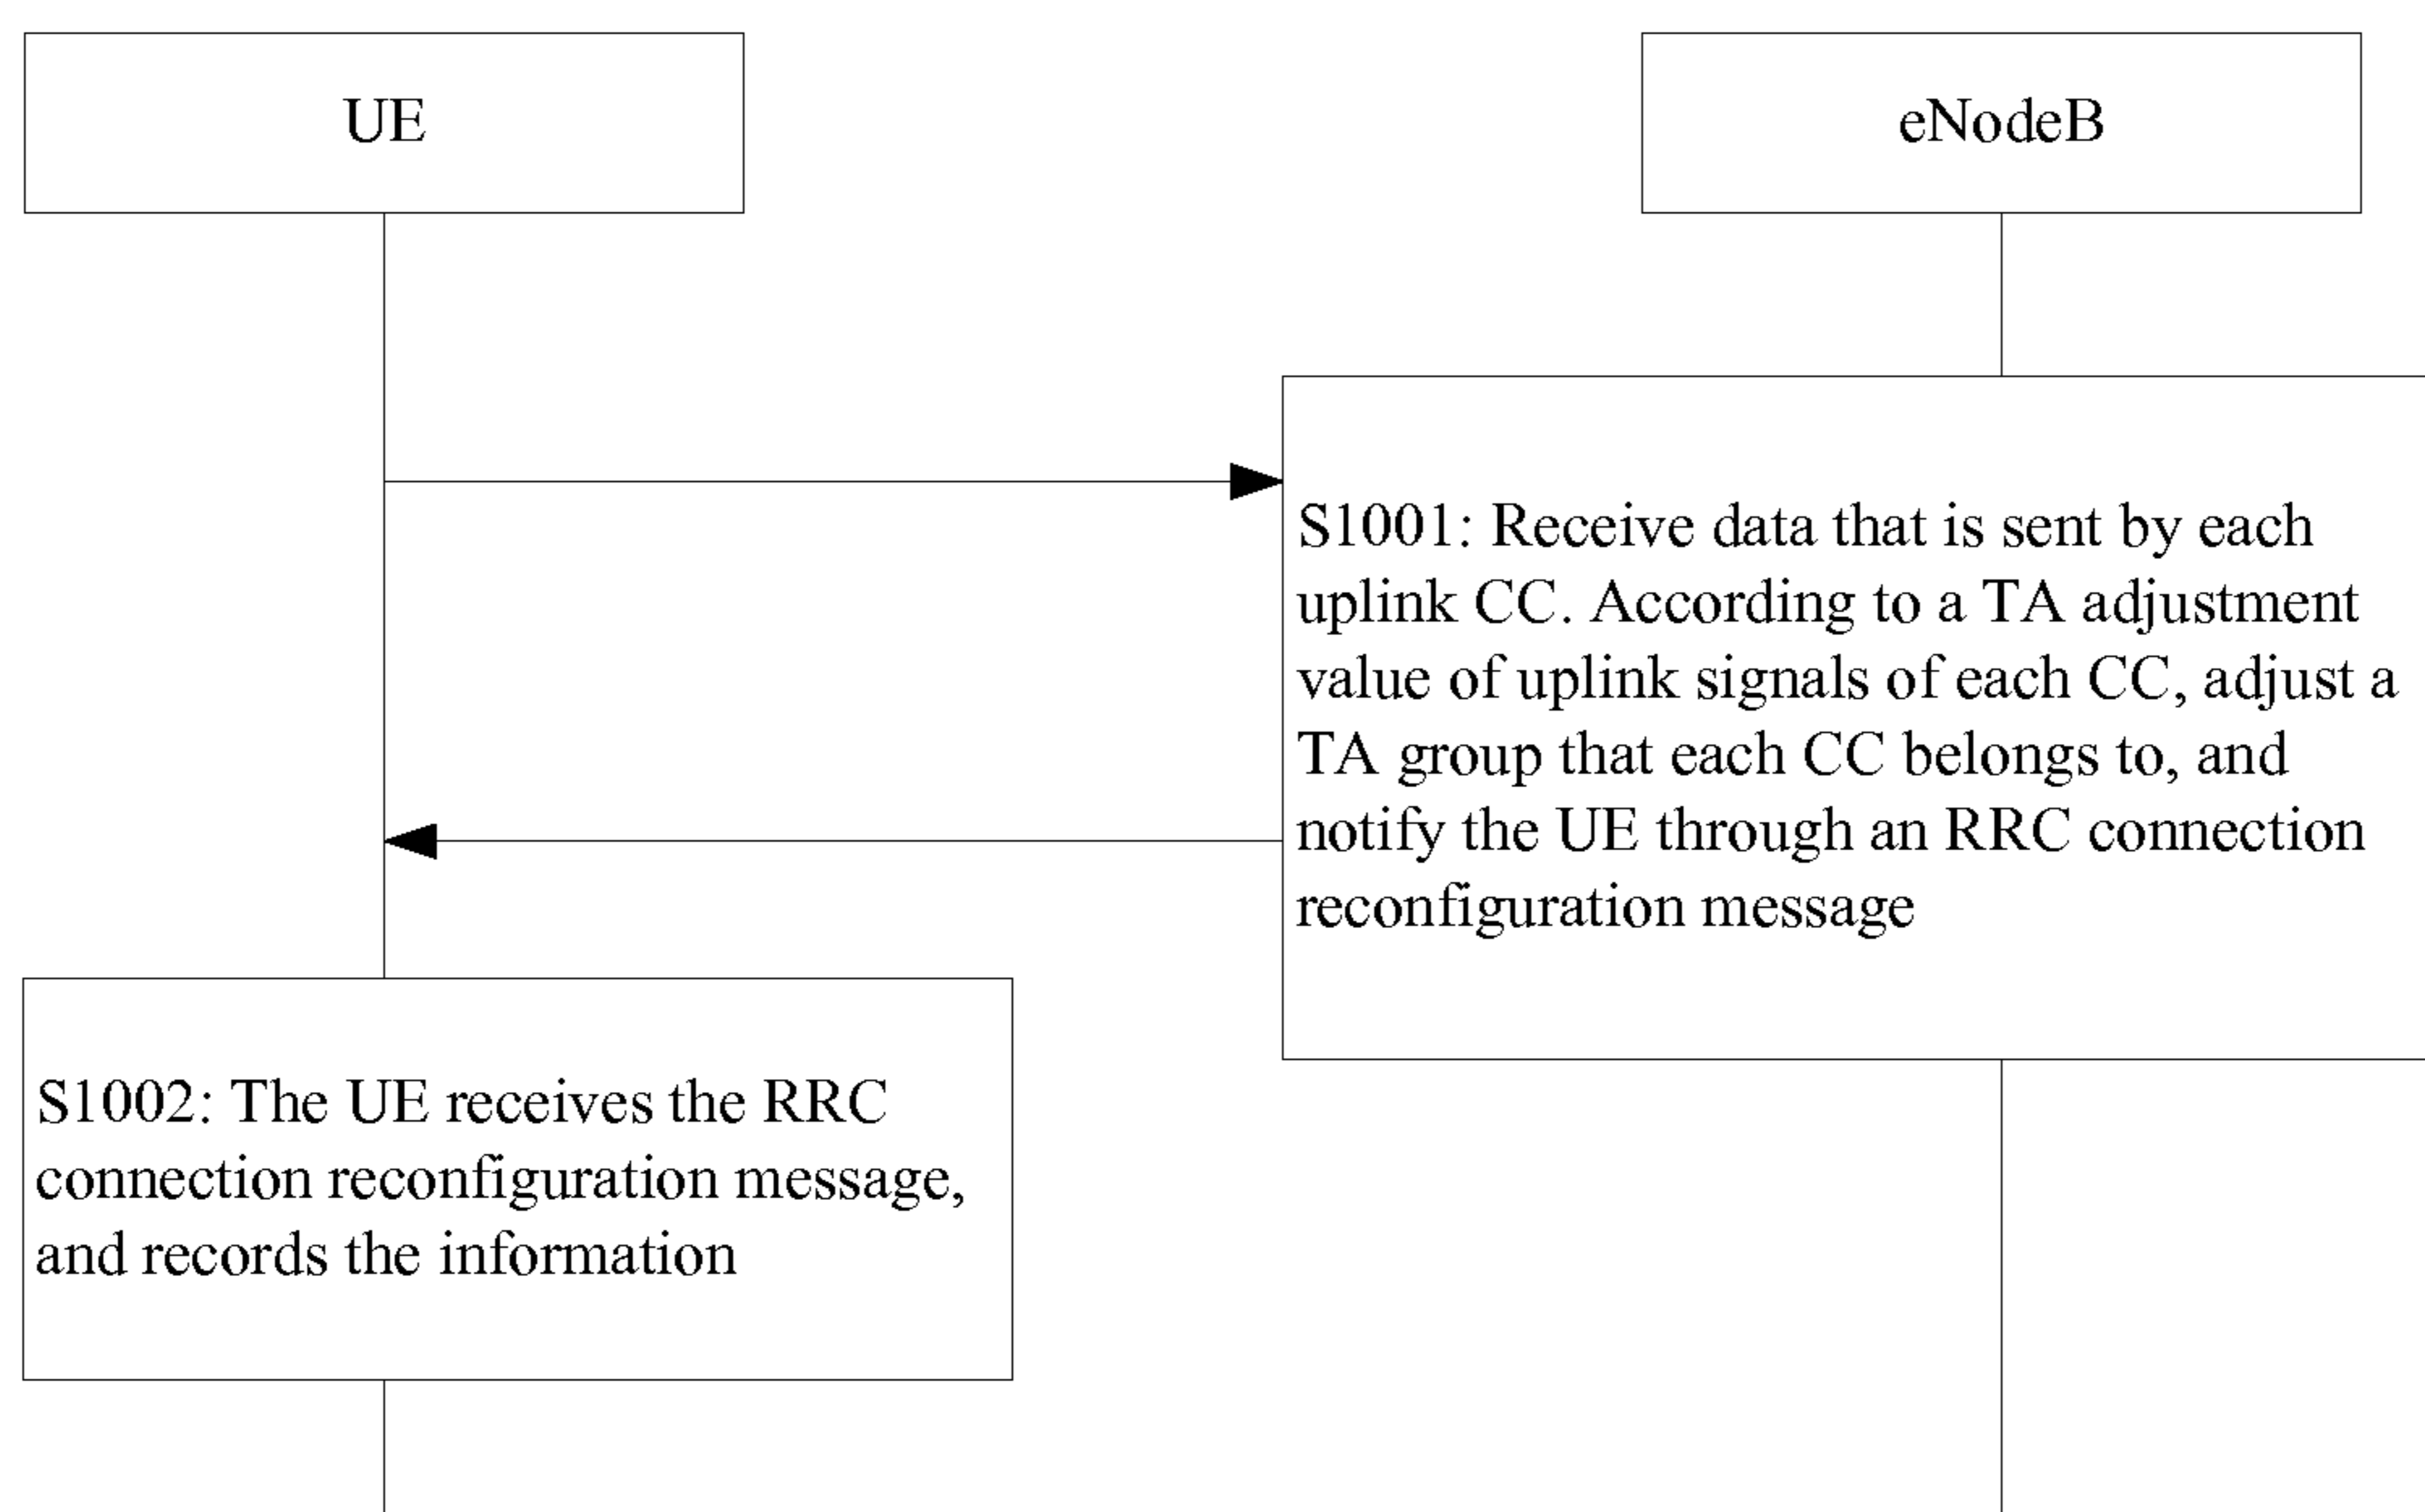 UE
eNodeB
S1001: Receive data that is sent by each
uplink CC. According to a TA adjustment
value of uplink signals of each CC, adjust a
TA group that each CC belongs to, and
notify the UE through an RRC connection
reconfiguration message
S1002: The UE receives the RRC
connection reconfiguration message,
and records the information